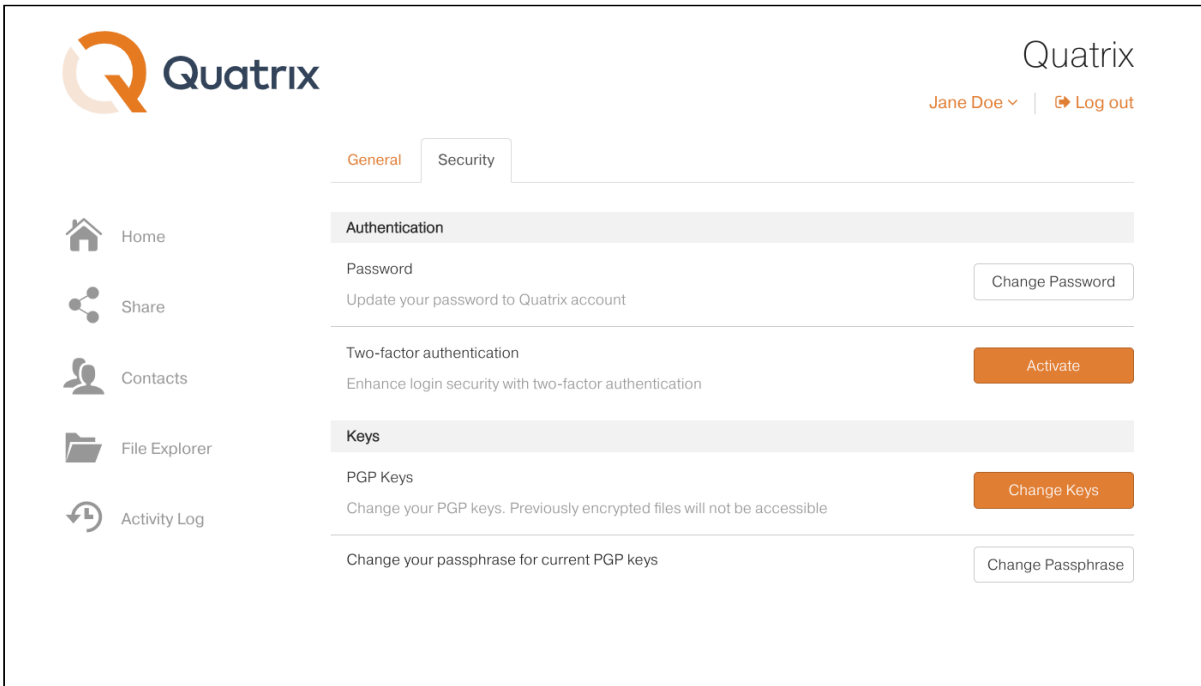 Quatrix
Quatrix
Jane Doe
Log out
General
Security
Home
Share
Contacts
File Explorer
Activity Log
Authentication
Password
Update your password to Quatrix account
Change Password
Two-factor authentication
Enhance login security with two-factor authentication
Activate
Keys
PGP Keys
Change your PGP keys. Previously encrypted files will not be accessible
Change Keys
Change your passphrase for current PGP keys
Change Passphrase